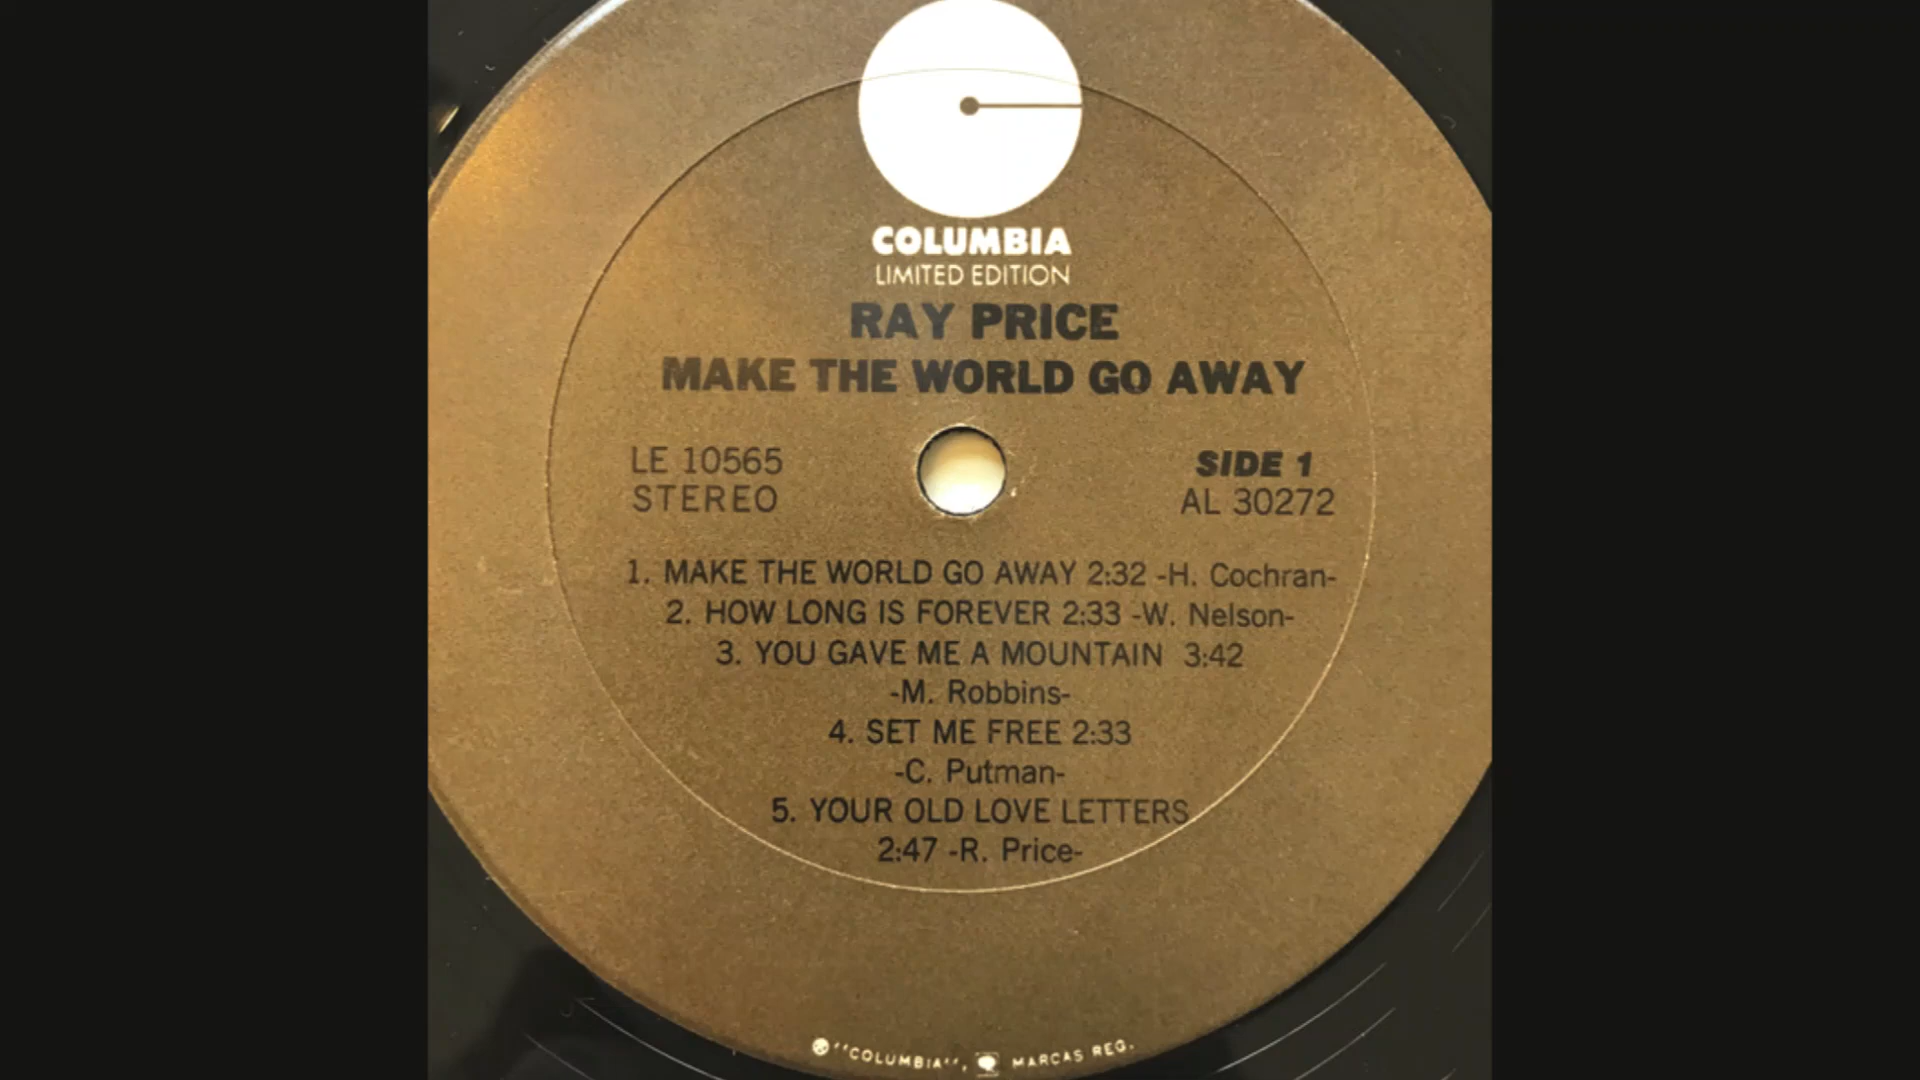 COLUMBIA
LIMITED EDITION
RAY PRICE
MAKE THE WORLD GO AWAY
LE 10565
STEREO
SIDE 1
AL 30272
1. MAKE THE WORLD GO AWAY 2:32 -H. Cochran-
2. HOW LONG IS FOREVER 2:33 -W. Nelson-
3. YOU GAVE ME A MOUNTAIN 3:42
-M. Robbins-
4. SET ME FREE 2:33
-C. Putman-
5. YOUR OLD LOVE LETTERS
2:47 -R. Price-
"COLUMBIA", MARCAS REG.